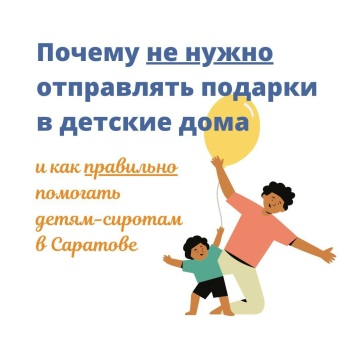 Почему не нужно
отправлять подарки
в детские дома
и как правильно
помогать
детям-сиротам
в Саратове